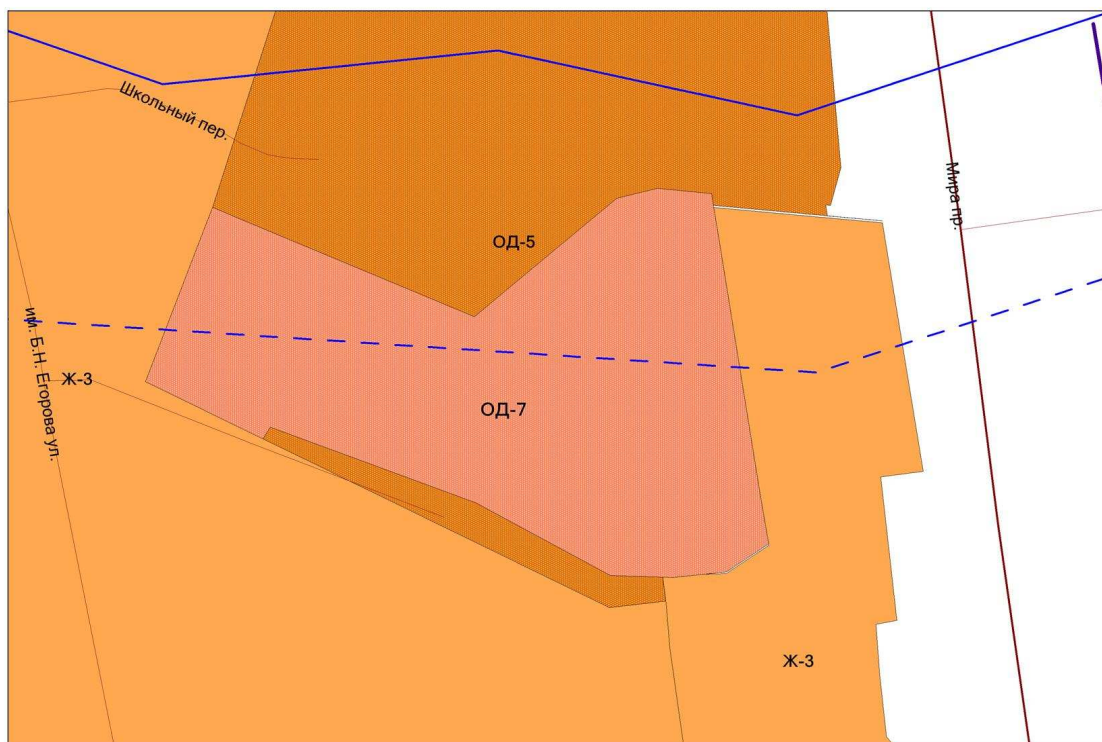 Школьный пер.
Мира пр.
ОД-5
им. Б.Н. Егорова ул.
Ж-3
ОД-7
Ж-3